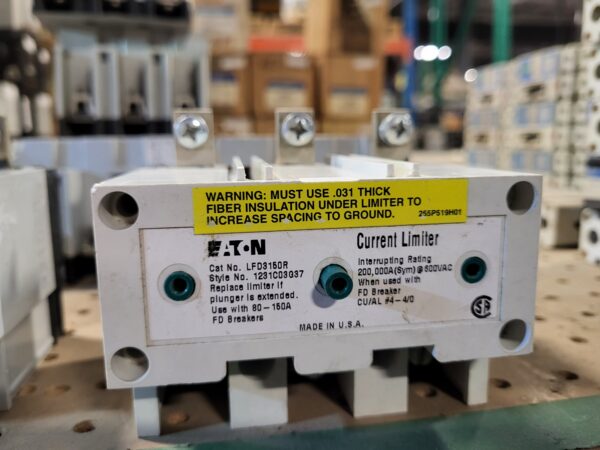 WARNING: MUST USE .031 THICK
FIBER INSULATION UNDER LIMITER TO
INCREASE SPACING TO GROUND. 255P519H01
EATON
Cat No. LFD3150R
Style No. 1231C03G37
Replace limiter if
plunger is extended.
Use with 80-150A
FD Breakers
Current Limiter
Interrupting Rating
200,000A(Sym) @600VAC
When used with
FD Breaker
CU/AL #4-4/0
MADE IN U.S.A.